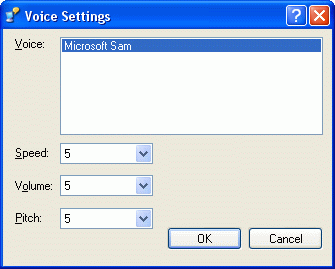 Voice Settings
?
Voice: Microsoft Sam
Speed: 5
Volume: 5
Pitch: 5
OK Cancel